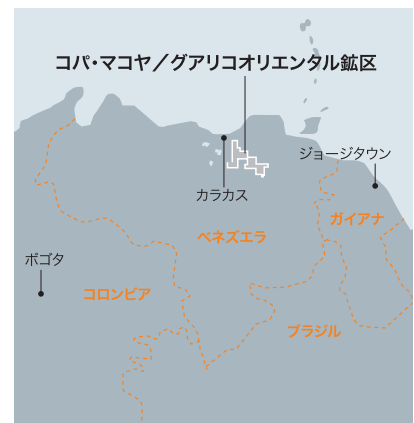 コパ・マコヤ／グアリコオリエンタル鉱区
ジョージタウン
カラカス
ガイアナ
ベネズエラ
ボゴタ
コロンビア
ブラジル